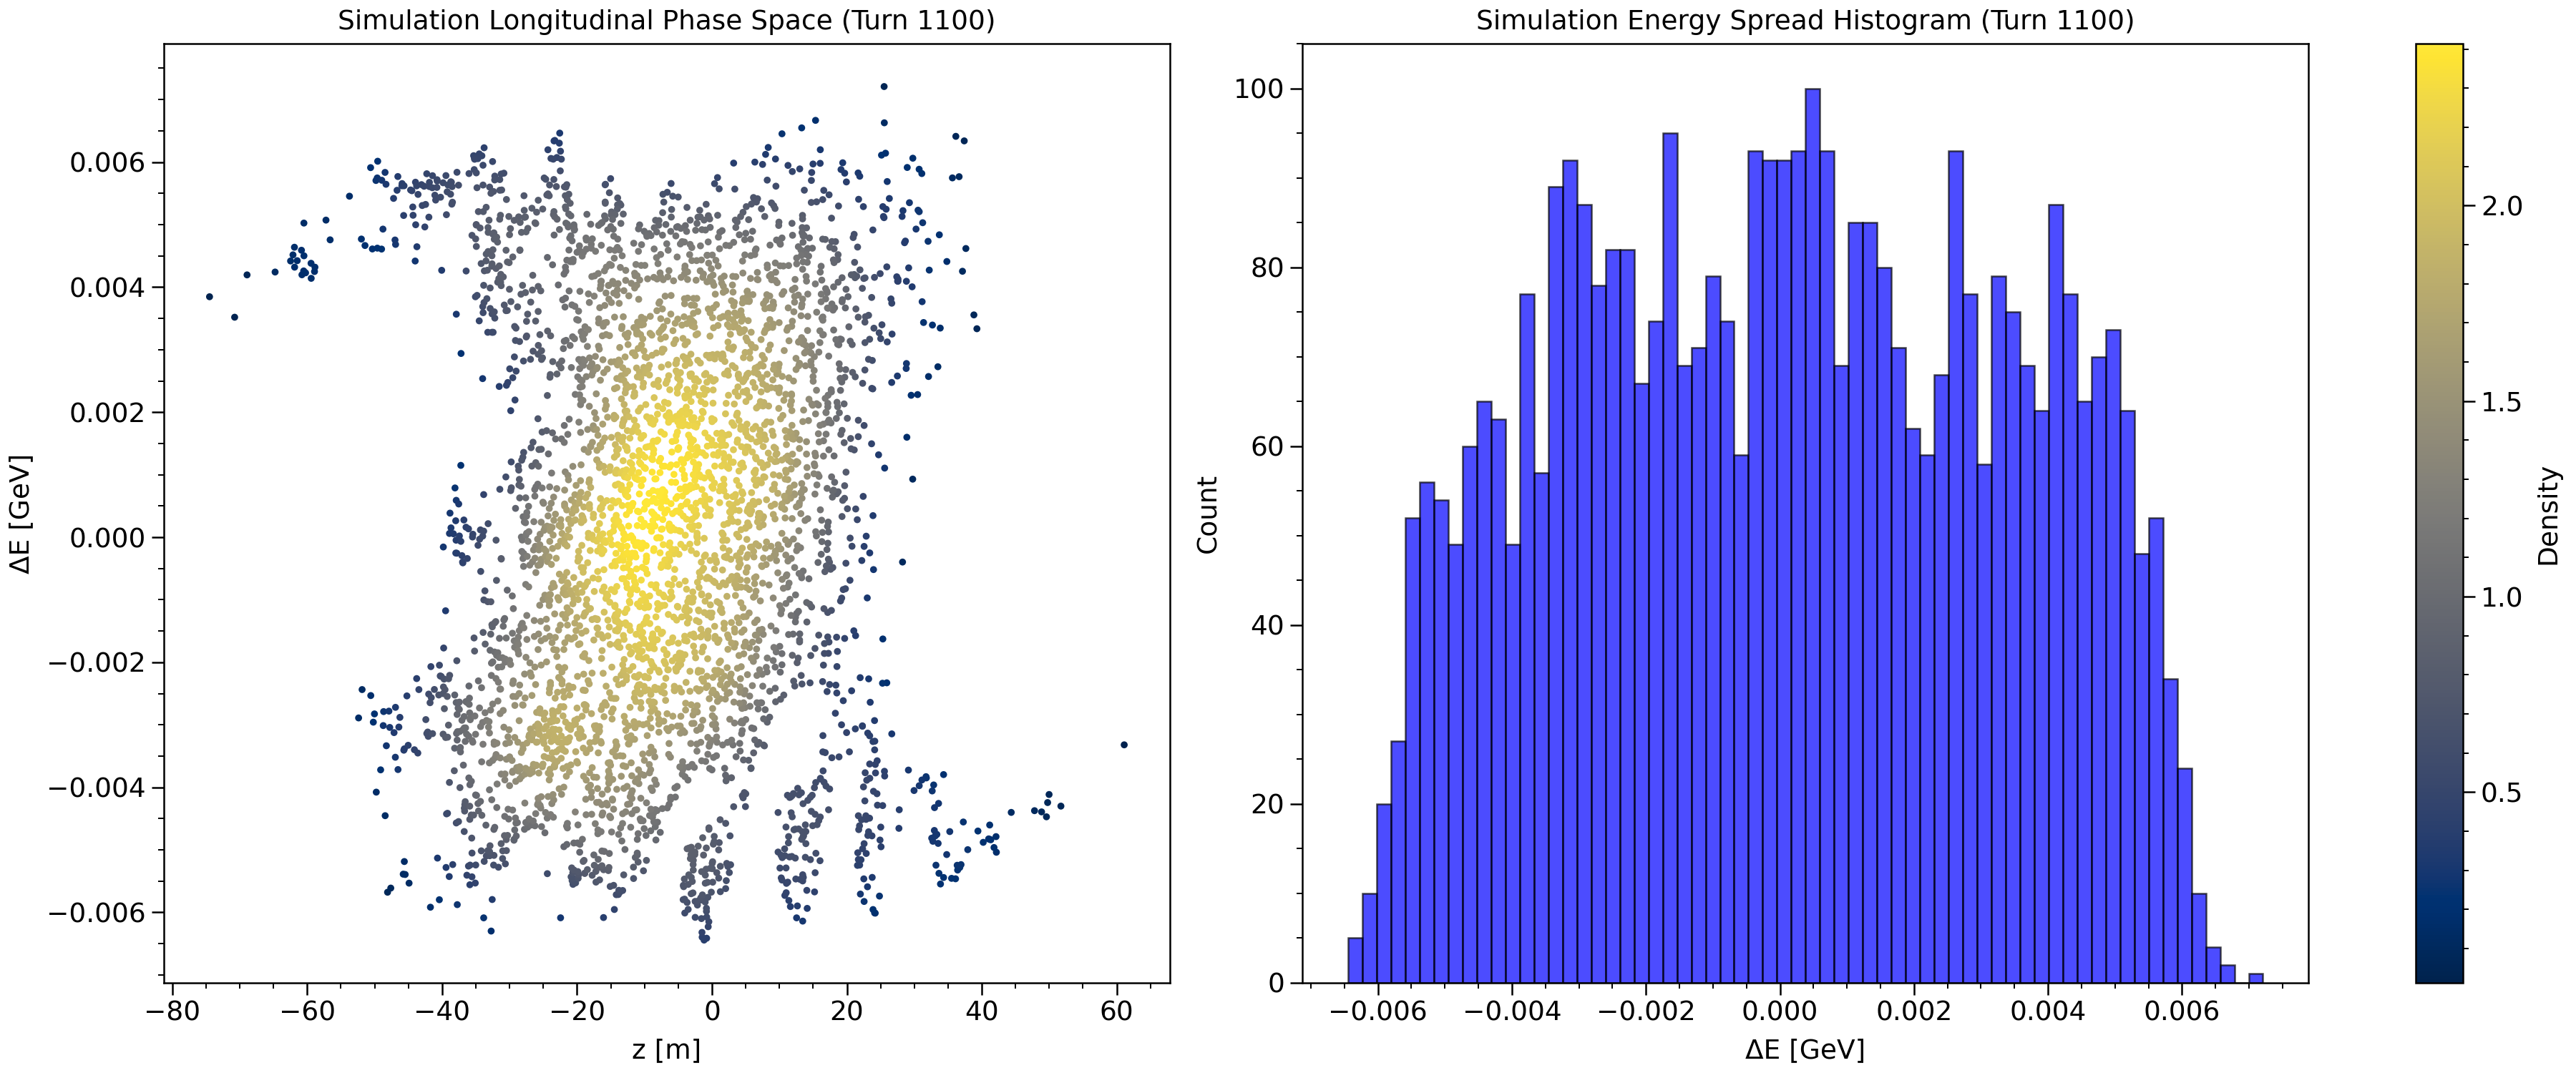 Simulation Longitudinal Phase Space (Turn 1100)
0.006
0.004
0.002
0.000
−0.002
−0.004
−0.006
ΔE [GeV]
−80 −60 −40 −20 0 20 40 60
z [m]
Simulation Energy Spread Histogram (Turn 1100)
100
80
60
40
20
0
Count
−0.006 −0.004 −0.002 0.000 0.002 0.004 0.006
ΔE [GeV]
2.0
1.5
1.0
0.5
Density